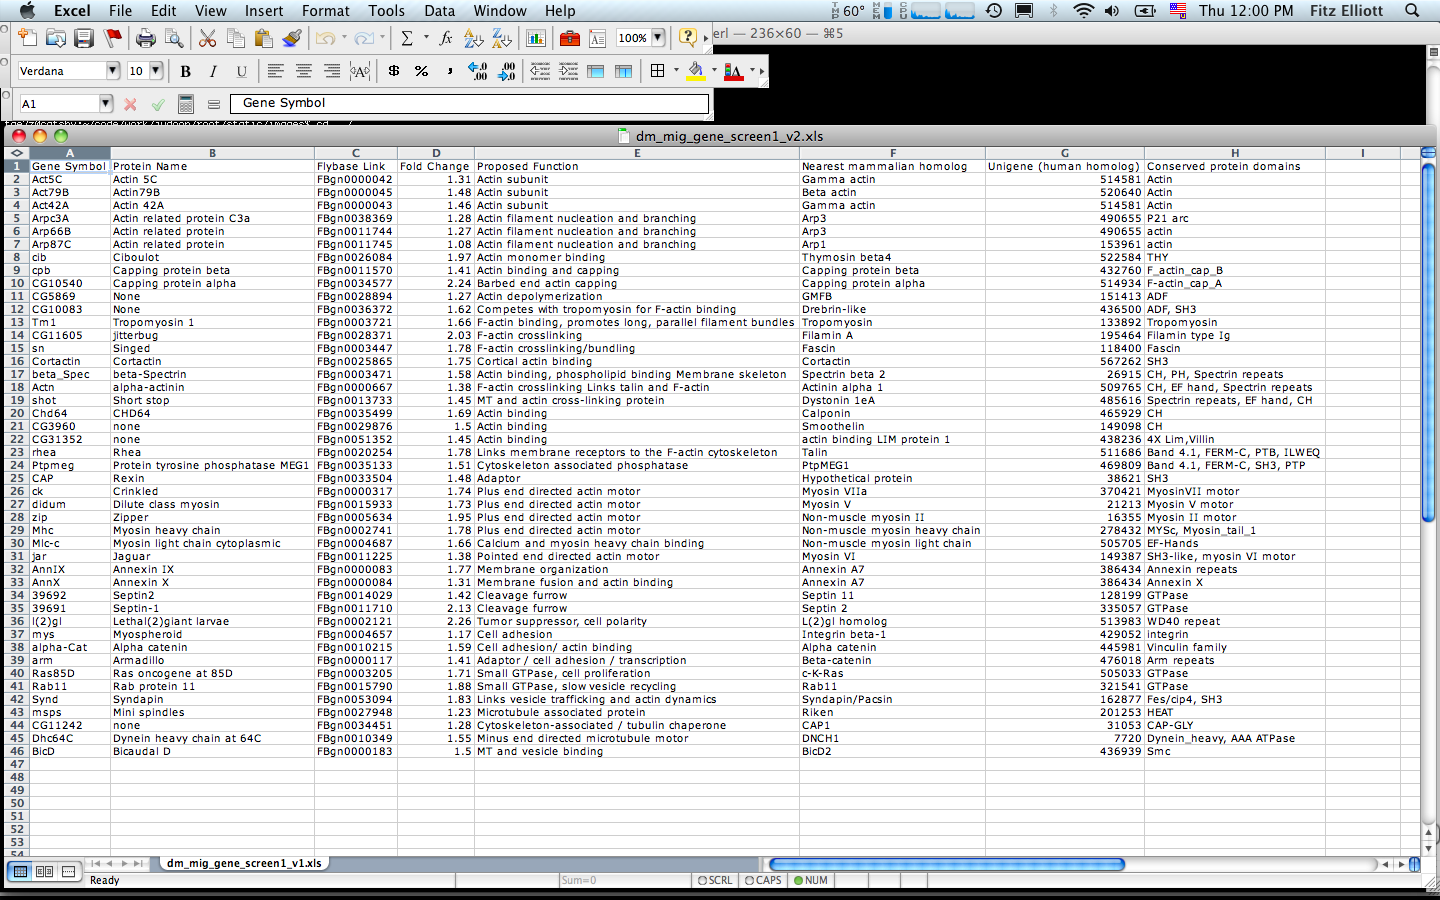 Excel File Edit View Insert Format Tools Data Window Help 60° Thu 12:00 PM Fitz Elliott
100%
erl — 236×60 — ⌘5
Verdana 10 B I U $ %
A1 Gene Symbol
dm_mig_gene_screen1_v2.xls
A B C D E F G H I
1 Gene Symbol Protein Name Flybase Link Fold Change Proposed Function Nearest mammalian homolog Unigene (human homolog) Conserved protein domains
2 Act5C Actin 5C FBgn0000042 1.31 Actin subunit Gamma actin 514581 Actin
3 Act79B Actin79B FBgn0000045 1.48 Actin subunit Beta actin 520640 Actin
4 Act42A Actin 42A FBgn0000043 1.46 Actin subunit Gamma actin 514581 Actin
5 Arpc3A Actin related protein C3a FBgn0038369 1.28 Actin filament nucleation and branching Arp3 490655 P21 arc
6 Arp66B Actin related protein FBgn0011744 1.27 Actin filament nucleation and branching Arp3 490655 actin
7 Arp87C Actin related protein FBgn0011745 1.08 Actin filament nucleation and branching Arp1 153961 actin
8 cib Ciboulot FBgn0026084 1.97 Actin monomer binding Thymosin beta4 522584 THY
9 cpb Capping protein beta FBgn0011570 1.41 Actin binding and capping Capping protein beta 432760 F_actin_cap_B
10 CG10540 Capping protein alpha FBgn0034577 2.24 Barbed end actin capping Capping protein alpha 514934 F-actin_cap_A
11 CG5869 None FBgn0028894 1.27 Actin depolymerization GMFB 151413 ADF
12 CG10083 None FBgn0036372 1.62 Competes with tropomyosin for F-actin binding Drebrin-like 436500 ADF, SH3
13 Tm1 Tropomyosin 1 FBgn0003721 1.66 F-actin binding, promotes long, parallel filament bundles Tropomyosin 133892 Tropomyosin
14 CG11605 jitterbug FBgn0028371 2.03 F-actin crosslinking Filamin A 195464 Filamin type Ig
15 sn Singed FBgn0003447 1.78 F-actin crosslinking/bundling Fascin 118400 Fascin
16 Cortactin Cortactin FBgn0025865 1.75 Cortical actin binding Cortactin 567262 SH3
17 beta_Spec beta-Spectrin FBgn0003471 1.58 Actin binding, phospholipid binding Membrane skeleton Spectrin beta 2 26915 CH, PH, Spectrin repeats
18 Actn alpha-actinin FBgn0000667 1.38 F-actin crosslinking Links talin and F-actin Actinin alpha 1 509765 CH, EF hand, Spectrin repeats
19 shot Short stop FBgn0013733 1.45 MT and actin cross-linking protein Dystonin 1eA 485616 Spectrin repeats, EF hand, CH
20 Chd64 CHD64 FBgn0035499 1.69 Actin binding Calponin 465929 CH
21 CG3960 none FBgn0029876 1.5 Actin binding Smoothelin 149098 CH
22 CG31352 none FBgn0051352 1.45 Actin binding actin binding LIM protein 1 438236 4X Lim,Villin
23 rhea Rhea FBgn0020254 1.78 Links membrane receptors to the F-actin cytoskeleton Talin 511686 Band 4.1, FERM-C, PTB, ILWEQ
24 Ptpmeg Protein tyrosine phosphatase MEG1 FBgn0035133 1.51 Cytoskeleton associated phosphatase PtpMEG1 469809 Band 4.1, FERM-C, SH3, PTP
25 CAP Rexin FBgn0033504 1.48 Adaptor Hypothetical protein 38621 SH3
26 ck Crinkled FBgn0000317 1.74 Plus end directed actin motor Myosin VIIa 370421 MyosinVII motor
27 didum Dilute class myosin FBgn0015933 1.73 Plus end directed actin motor Myosin V 21213 Myosin V motor
28 zip Zipper FBgn0005634 1.95 Plus end directed actin motor Non-muscle myosin II 16355 Myosin II motor
29 Mhc Myosin heavy chain FBgn0002741 1.78 Plus end directed actin motor Non-muscle myosin heavy chain 278432 MYSc, Myosin_tail_1
30 Mlc-c Myosin light chain cytoplasmic FBgn0004687 1.66 Calcium and myosin heavy chain binding Non-muscle myosin light chain 505705 EF-Hands
31 jar Jaguar FBgn0011225 1.38 Pointed end directed actin motor Myosin VI 149387 SH3-like, myosin VI motor
32 AnnIX Annexin IX FBgn0000083 1.77 Membrane organization Annexin A7 386434 Annexin repeats
33 AnnX Annexin X FBgn0000084 1.31 Membrane fusion and actin binding Annexin A7 386434 Annexin X
34 39692 Septin2 FBgn0014029 1.42 Cleavage furrow Septin 11 128199 GTPase
35 39691 Septin-1 FBgn0011710 2.13 Cleavage furrow Septin 2 335057 GTPase
36 l(2)gl Lethal(2)giant larvae FBgn0002121 2.26 Tumor suppressor, cell polarity L(2)gl homolog 513983 WD40 repeat
37 mys Myospheroid FBgn0004657 1.17 Cell adhesion Integrin beta-1 429052 integrin
38 alpha-Cat Alpha catenin FBgn0010215 1.59 Cell adhesion/ actin binding Alpha catenin 445981 Vinculin family
39 arm Armadillo FBgn0000117 1.41 Adaptor / cell adhesion / transcription Beta-catenin 476018 Arm repeats
40 Ras85D Ras oncogene at 85D FBgn0003205 1.71 Small GTPase, cell proliferation c-K-Ras 505033 GTPase
41 Rab11 Rab protein 11 FBgn0015790 1.88 Small GTPase, slow vesicle recycling Rab11 321541 GTPase
42 Synd Syndapin FBgn0053094 1.83 Links vesicle trafficking and actin dynamics Syndapin/Pacsin 162877 Fes/cip4, SH3
43 msps Mini spindles FBgn0027948 1.23 Microtubule associated protein Riken 201253 HEAT
44 CG11242 none FBgn0034451 1.28 Cytoskeleton-associated / tubulin chaperone CAP1 31053 CAP-GLY
45 Dhc64C Dynein heavy chain at 64C FBgn0010349 1.55 Minus end directed microtubule motor DNCH1 7720 Dynein_heavy, AAA ATPase
46 BicD Bicaudal D FBgn0000183 1.5 MT and vesicle binding BicD2 436939 Smc
47
48
49
50
51
52
53
54
dm_mig_gene_screen1_v1.xls
Ready Sum=0 SCRL CAPS NUM